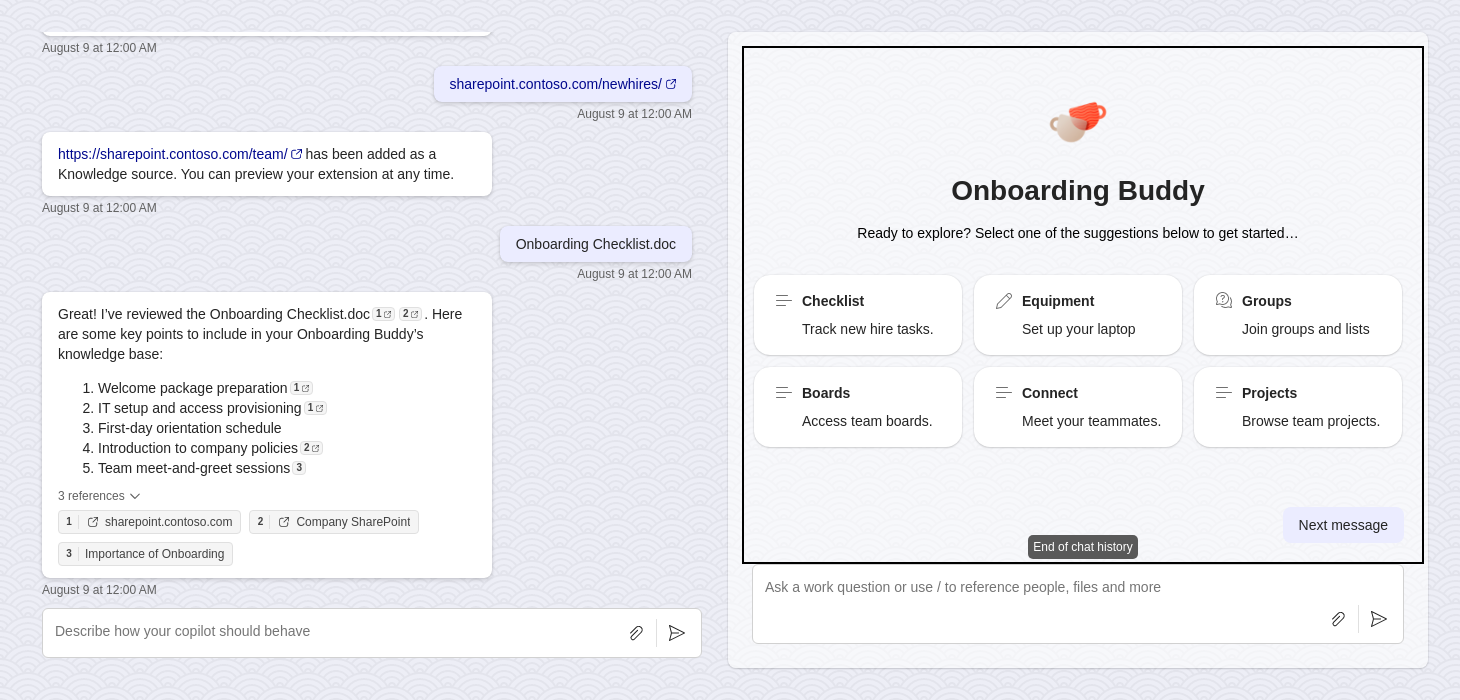 August 9 at 12:00 AM
sharepoint.contoso.com/newhires/
August 9 at 12:00 AM
https://sharepoint.contoso.com/team/ has been added as a
Knowledge source. You can preview your extension at any time.
August 9 at 12:00 AM
Onboarding Checklist.doc
August 9 at 12:00 AM
Great! I’ve reviewed the Onboarding Checklist.doc 1 2 . Here
are some key points to include in your Onboarding Buddy’s
knowledge base:
1. Welcome package preparation 1
2. IT setup and access provisioning 1
3. First-day orientation schedule
4. Introduction to company policies 2
5. Team meet-and-greet sessions 3
3 references
1 sharepoint.contoso.com 2 Company SharePoint
3 Importance of Onboarding
August 9 at 12:00 AM
Describe how your copilot should behave
Onboarding Buddy
Ready to explore? Select one of the suggestions below to get started…
Checklist
Track new hire tasks.
Equipment
Set up your laptop
Groups
Join groups and lists
Boards
Access team boards.
Connect
Meet your teammates.
Projects
Browse team projects.
Next message
End of chat history
Ask a work question or use / to reference people, files and more